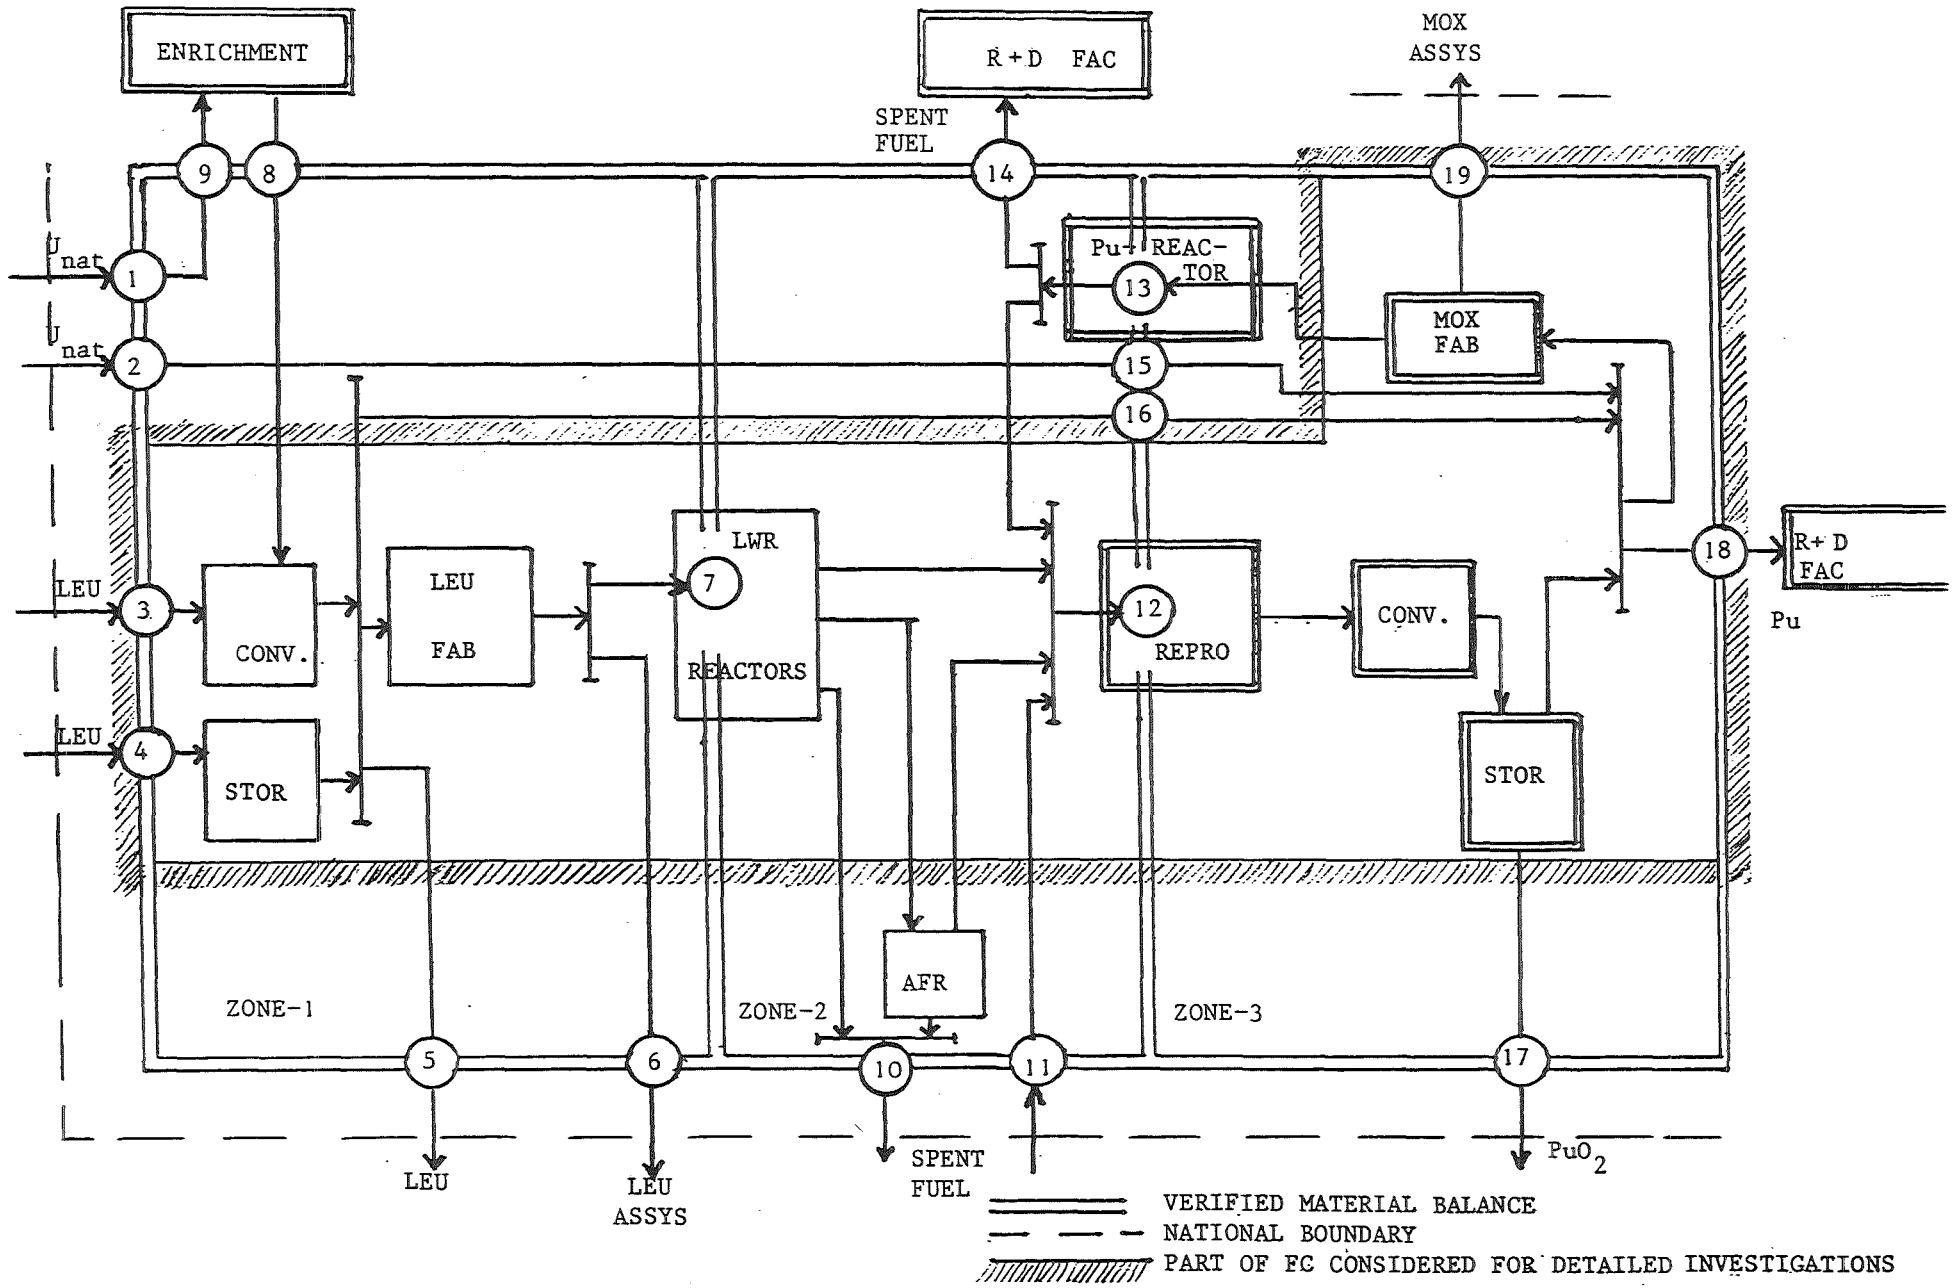 ENRICHMENT
R+D FAC
MOX
ASSYS
SPENT
FUEL
9
8
14
19
U
nat
1
Pu- REAC-
TOR
13
MOX
FAB
U
nat
2
15
16
LWR
7
LEU
FAB
18
R+D
FAC
Pu
LEU
3
CONV.
REACTORS
12
REPRO
CONV.
LEU
4
STOR
STOR
AFR
ZONE-1
ZONE-2
ZONE-3
5
6
10
11
17
LEU
LEU
ASSYS
SPENT
FUEL
PuO2
VERIFIED MATERIAL BALANCE
NATIONAL BOUNDARY
PART OF FC CONSIDERED FOR DETAILED INVESTIGATIONS